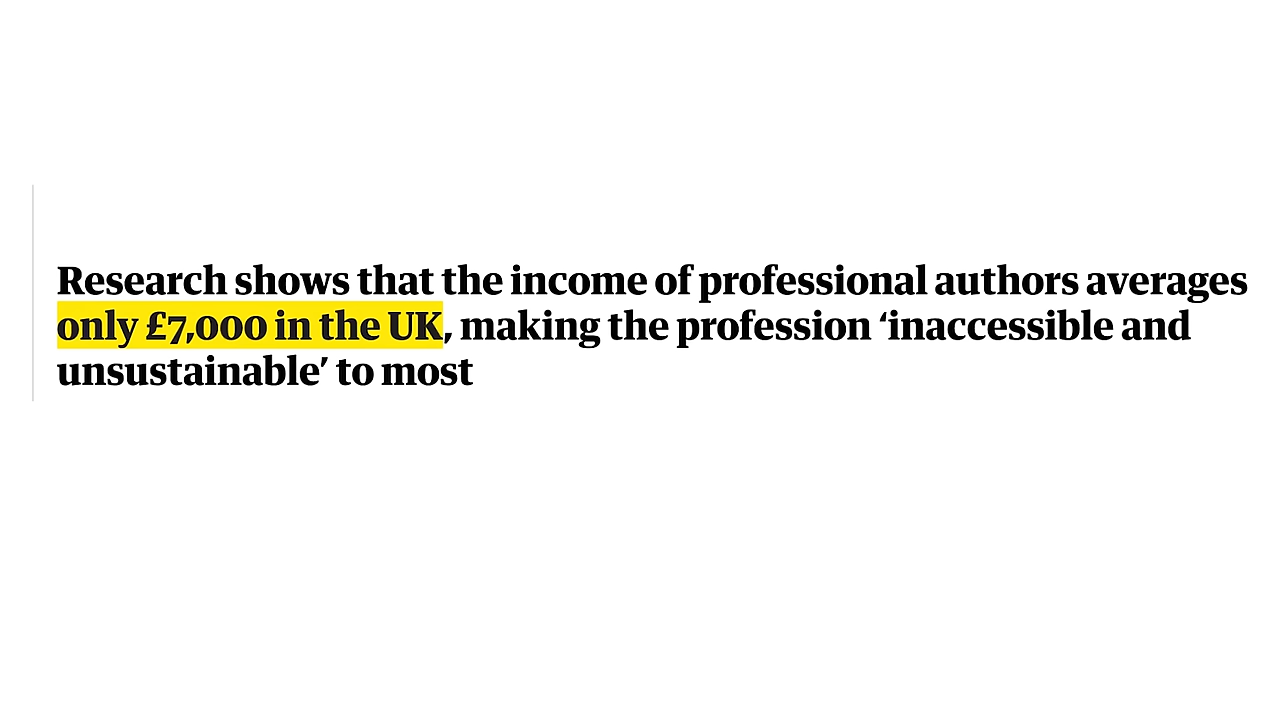 Research shows that the income of professional authors averages
only £7,000 in the UK, making the profession ‘inaccessible and
unsustainable’ to most